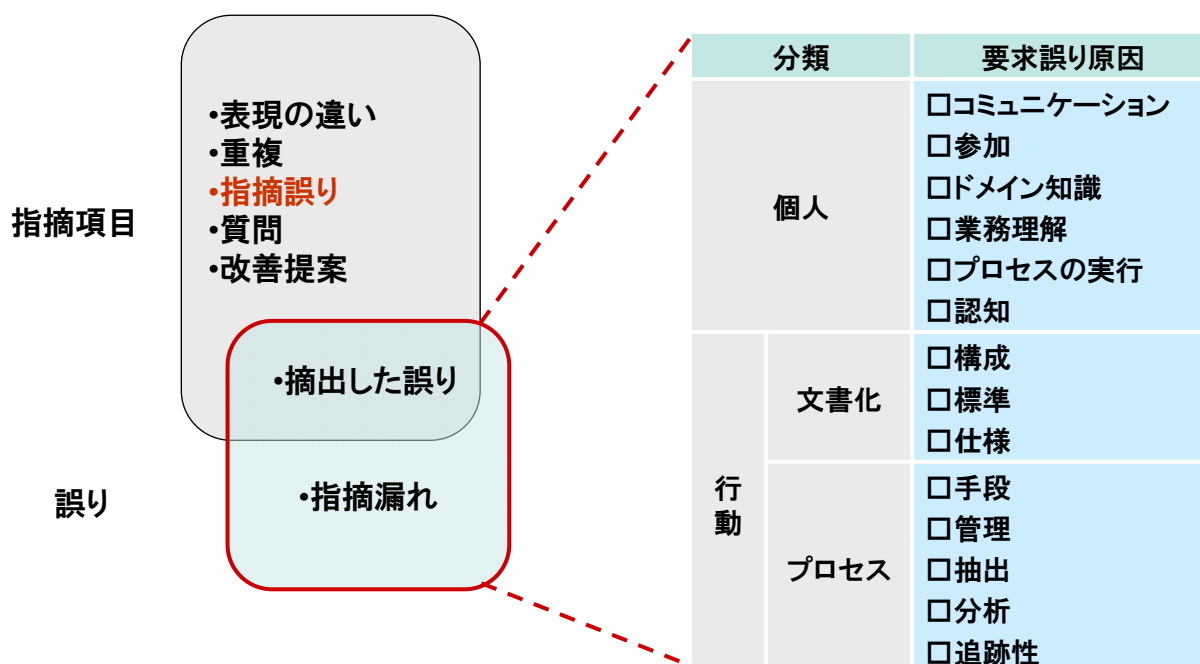 指摘項目
•表現の違い
•重複
•指摘誤り
•質問
•改善提案
•摘出した誤り
誤り
•指摘漏れ
分類 要求誤り原因
個人
□コミュニケーション
□参加
□ドメイン知識
□業務理解
□プロセスの実行
□認知
行動
文書化
□構成
□標準
□仕様
プロセス
□手段
□管理
□抽出
□分析
□追跡性